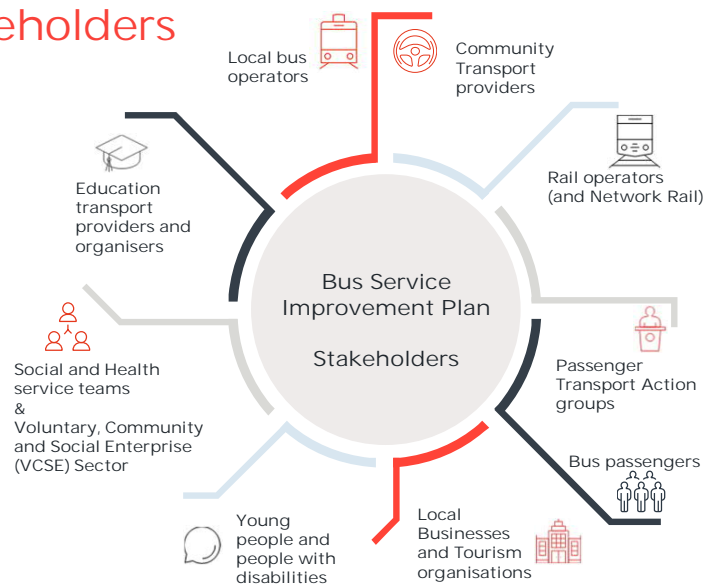 eholders
Local bus
operators
Community
Transport
providers
Rail operators
(and Network Rail)
Education
transport
providers and
organisers
Bus Service
Improvement Plan
Stakeholders
Passenger
Transport Action
groups
Social and Health
service teams
&
Voluntary, Community
and Social Enterprise
(VCSE) Sector
Bus passengers
Young
people and
people with
disabilities
Local
Businesses
and Tourism
organisations